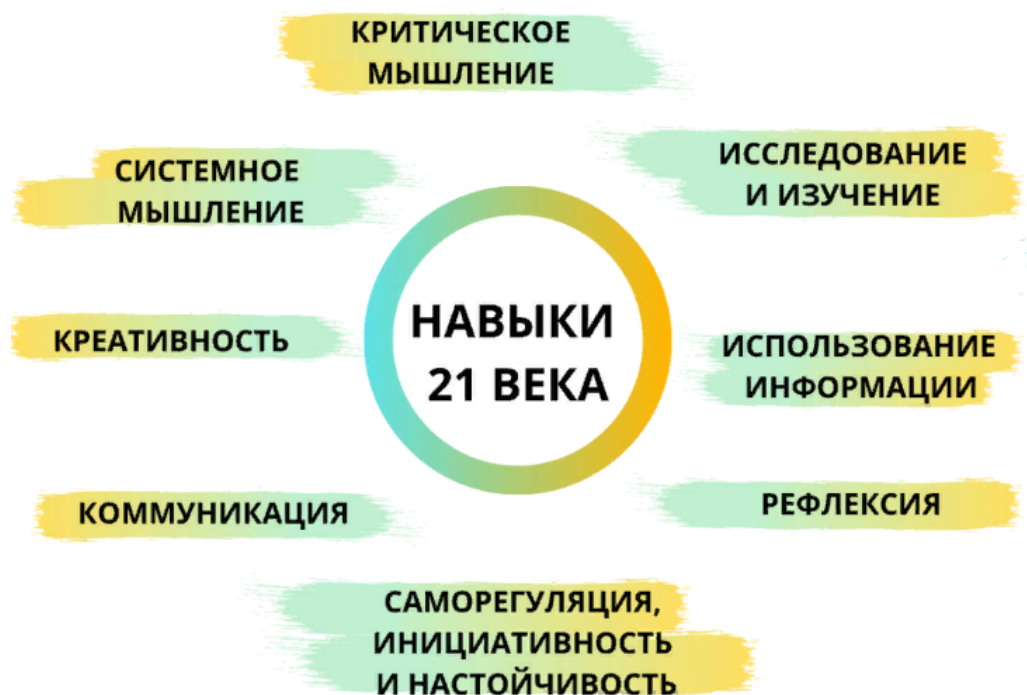 КРИТИЧЕСКОЕ
МЫШЛЕНИЕ
СИСТЕМНОЕ
МЫШЛЕНИЕ
ИССЛЕДОВАНИЕ
И ИЗУЧЕНИЕ
НАВЫКИ
21 ВЕКА
КРЕАТИВНОСТЬ
ИСПОЛЬЗОВАНИЕ
ИНФОРМАЦИИ
КОММУНИКАЦИЯ
РЕФЛЕКСИЯ
САМОРЕГУЛЯЦИЯ,
ИНИЦИАТИВНОСТЬ
И НАСТОЙЧИВОСТЬ